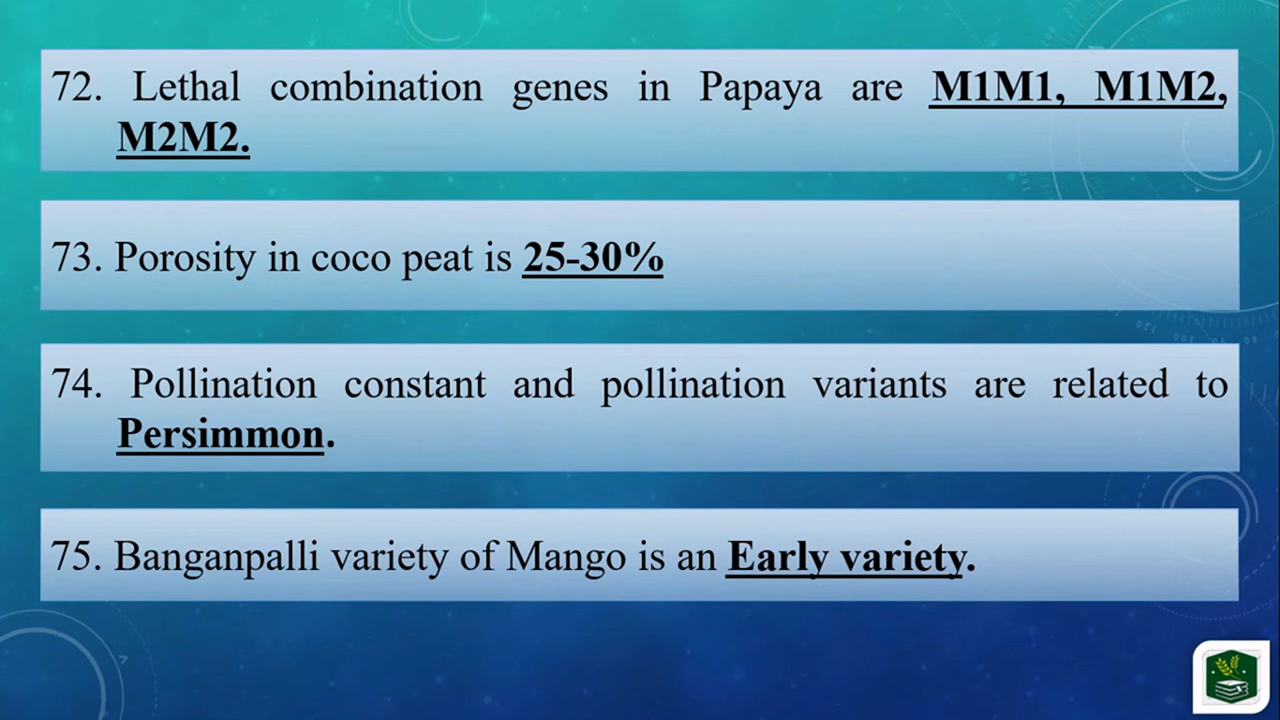 72. Lethal combination genes in Papaya are M1M1, M1M2,
M2M2.
73. Porosity in coco peat is 25-30%
74. Pollination constant and pollination variants are related to
Persimmon.
75. Banganpalli variety of Mango is an Early variety.